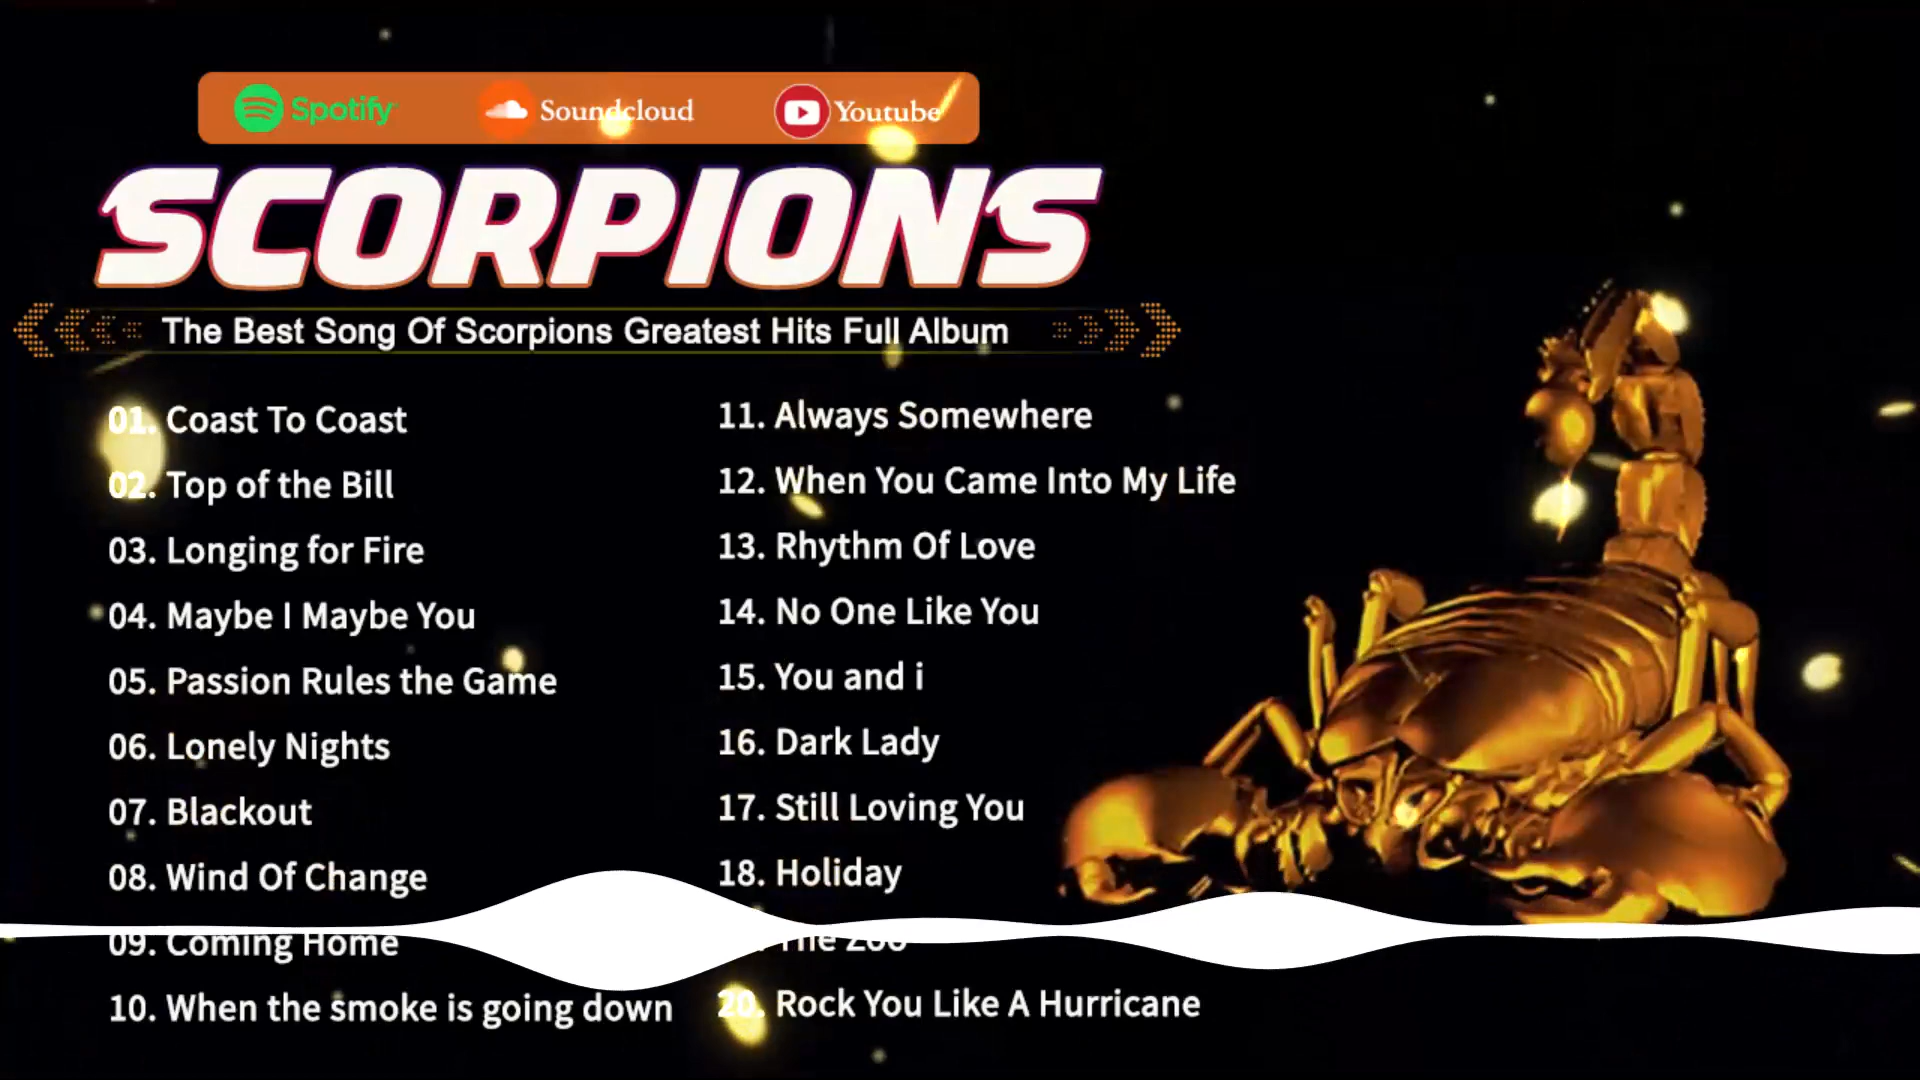 Spotify Soundcloud Youtube
SCORPIONS
The Best Song Of Scorpions Greatest Hits Full Album
01. Coast To Coast
02. Top of the Bill
03. Longing for Fire
04. Maybe I Maybe You
05. Passion Rules the Game
06. Lonely Nights
07. Blackout
08. Wind Of Change
09. Coming Home
10. When the smoke is going down
11. Always Somewhere
12. When You Came Into My Life
13. Rhythm Of Love
14. No One Like You
15. You and i
16. Dark Lady
17. Still Loving You
18. Holiday
The Zoo
20. Rock You Like A Hurricane